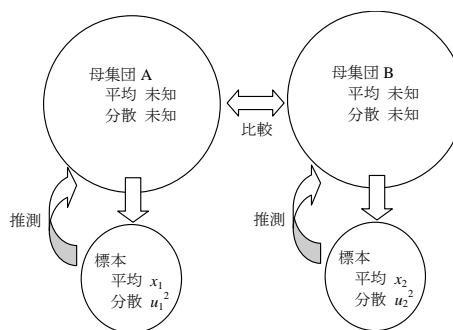 母集団 A
平均 未知
分散 未知
比較
母集団 B
平均 未知
分散 未知
推測
標本
平均 x₁
分散 u₁²
推測
標本
平均 x₂
分散 u₂²